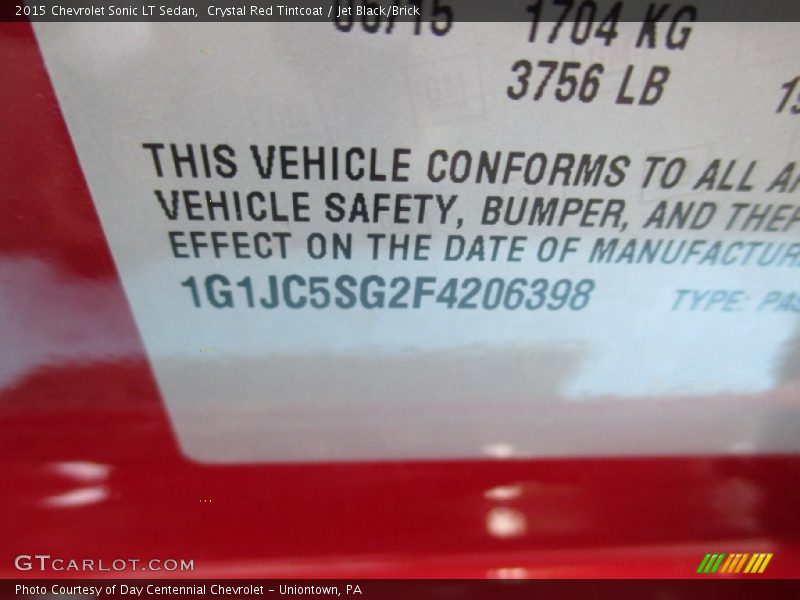 2015 Chevrolet Sonic LT Sedan, Crystal Red Tintcoat / Jet Black/Brick
1704 KG
3756 LB
THIS VEHICLE CONFORMS TO ALL
VEHICLE SAFETY, BUMPER, AND
EFFECT ON THE DATE OF
1G1JC5SG2F4206398 TYPE:
GTCARLOT.COM
Photo Courtesy of Day Centennial Chevrolet - Uniontown, PA